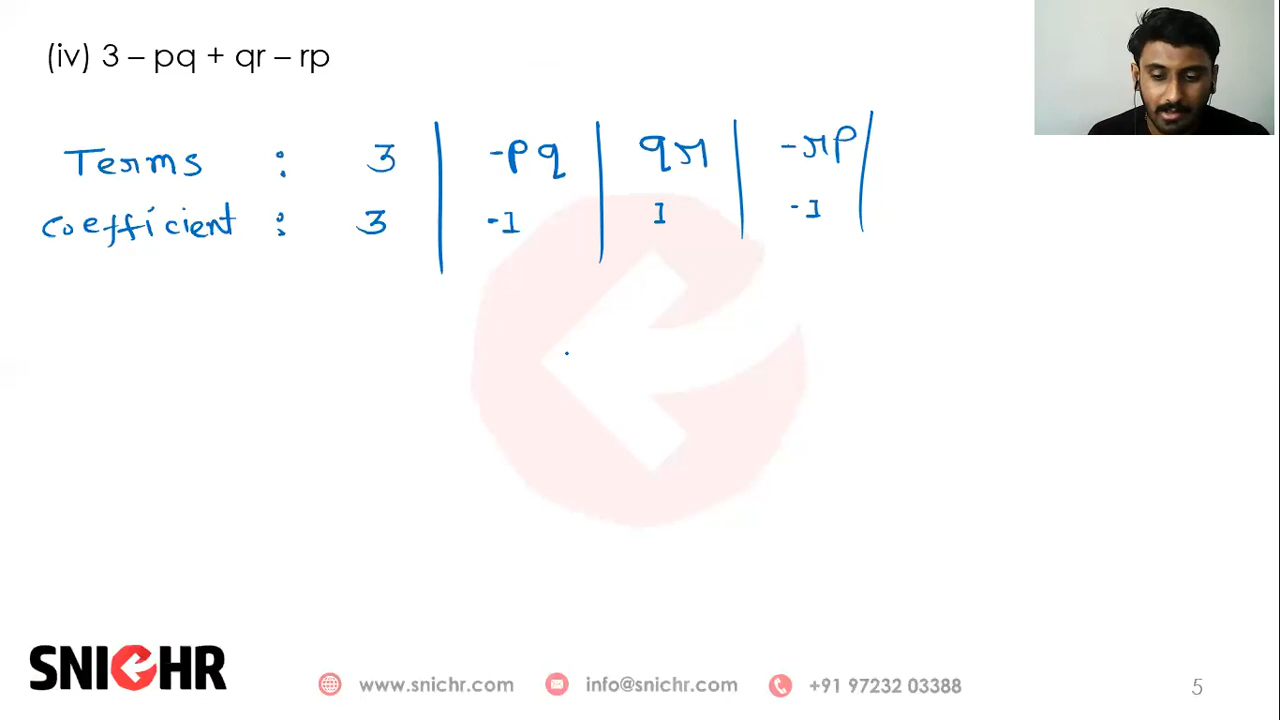 (iv) 3 – pq + qr – rp
Terms : 3 | -pq | qr | -rp |
coefficient : 3 | -1 | 1 | -1 |
SNICHR
www.snichr.com info@snichr.com +91 97232 03388 5